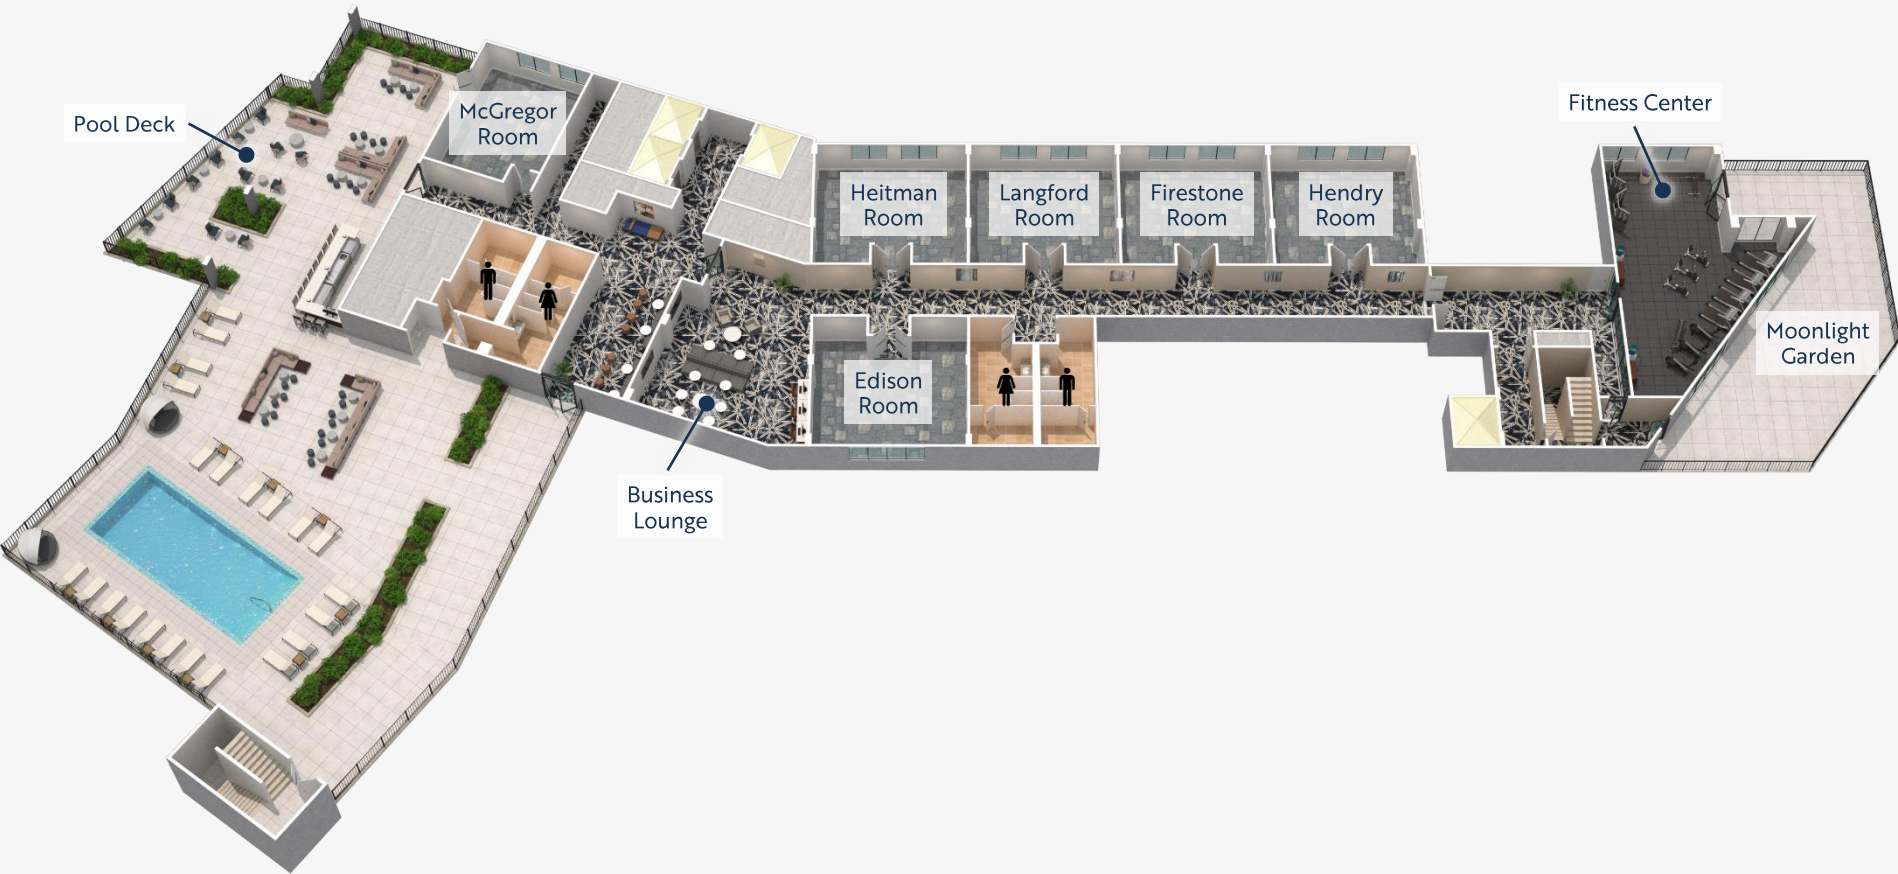 Pool Deck
McGregor
Room
Heitman
Room
Langford
Room
Firestone
Room
Hendry
Room
Fitness Center
Moonlight
Garden
Edison
Room
Business
Lounge